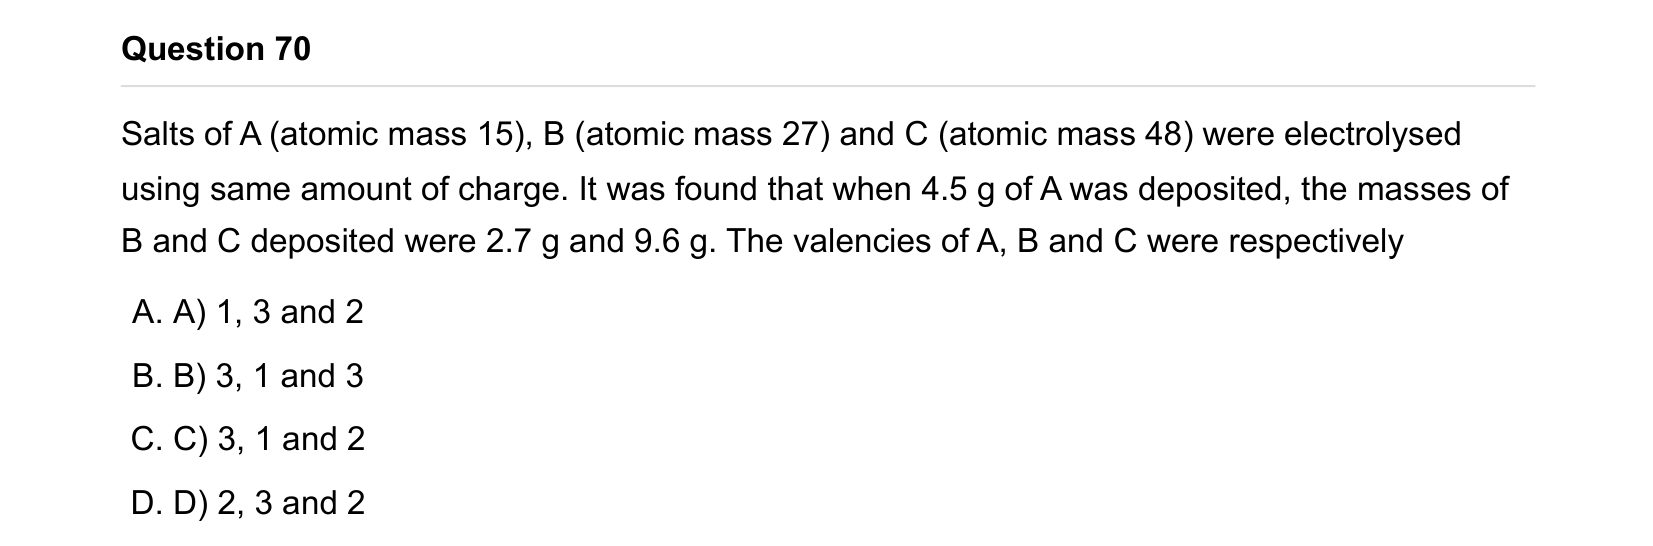 Question 70
Salts of A (atomic mass 15), B (atomic mass 27) and C (atomic mass 48) were electrolysed
using same amount of charge. It was found that when 4.5 g of A was deposited, the masses of
B and C deposited were 2.7 g and 9.6 g. The valencies of A, B and C were respectively
A. A) 1, 3 and 2
B. B) 3, 1 and 3
C. C) 3, 1 and 2
D. D) 2, 3 and 2